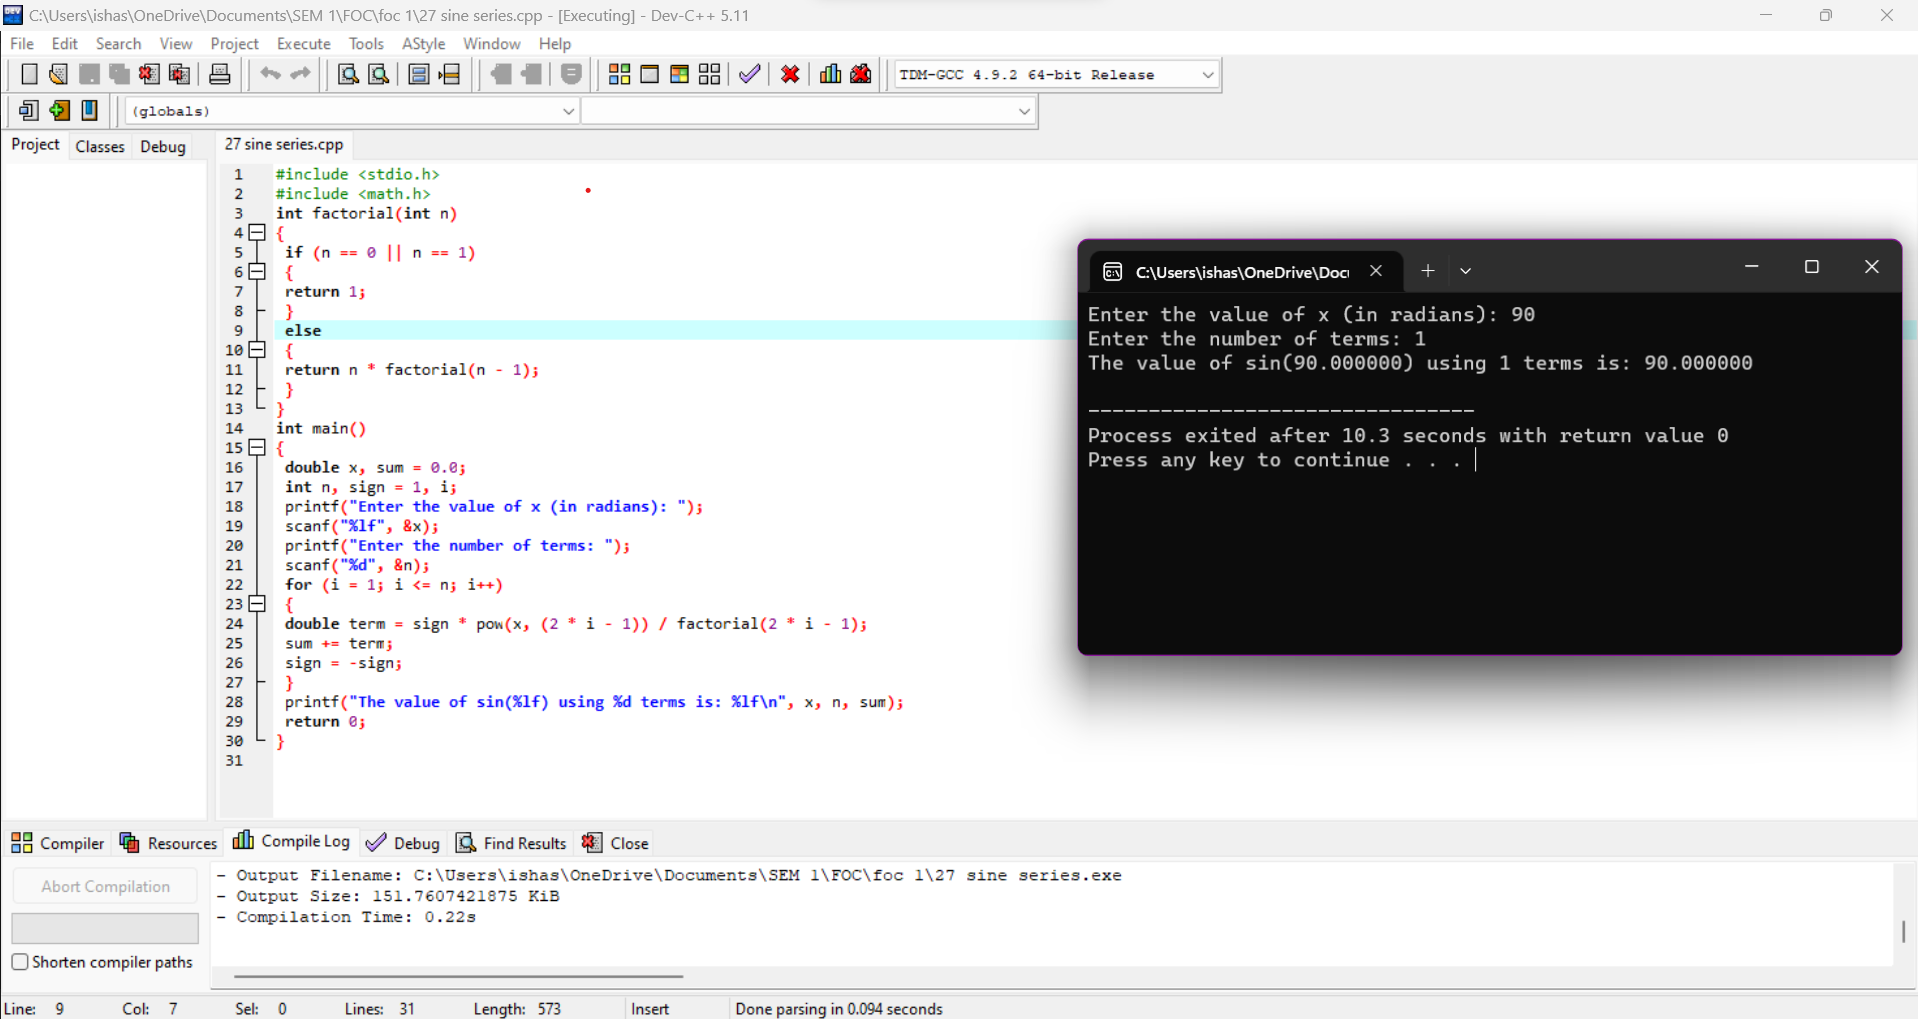 C:\Users\ishas\OneDrive\Documents\SEM 1\FOC\foc 1\27 sine series.cpp - [Executing] - Dev-C++ 5.11
File Edit Search View Project Execute Tools AStyle Window Help
TDM-GCC 4.9.2 64-bit Release
(globals)
Project Classes Debug
27 sine series.cpp
1 #include <stdio.h>
2 #include <math.h>
3 int factorial(int n)
4 {
5 if (n == 0 || n == 1)
6 {
7 return 1;
8 }
9 else
10 {
11 return n * factorial(n - 1);
12 }
13 }
14 int main()
15 {
16 double x, sum = 0.0;
17 int n, sign = 1, i;
18 printf("Enter the value of x (in radians): ");
19 scanf("%lf", &x);
20 printf("Enter the number of terms: ");
21 scanf("%d", &n);
22 for (i = 1; i <= n; i++)
23 {
24 double term = sign * pow(x, (2 * i - 1)) / factorial(2 * i - 1);
25 sum += term;
26 sign = -sign;
27 }
28 printf("The value of sin(%lf) using %d terms is: %lf\n", x, n, sum);
29 return 0;
30 }
31
C:\Users\ishas\OneDrive\Doc
Enter the value of x (in radians): 90
Enter the number of terms: 1
The value of sin(90.000000) using 1 terms is: 90.000000
--------------------------------
Process exited after 10.3 seconds with return value 0
Press any key to continue . . .
Compiler Resources Compile Log Debug Find Results Close
Abort Compilation
Shorten compiler paths
- Output Filename: C:\Users\ishas\OneDrive\Documents\SEM 1\FOC\foc 1\27 sine series.exe
- Output Size: 151.7607421875 KiB
- Compilation Time: 0.22s
Line: 9 Col: 7 Sel: 0 Lines: 31 Length: 573 Insert Done parsing in 0.094 seconds